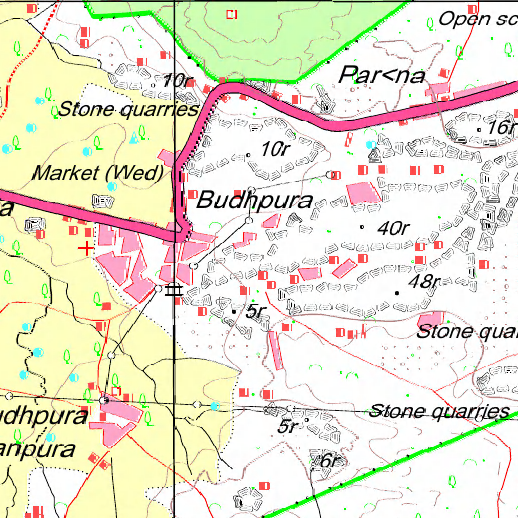 Open sc
Par<na
10r
Stone quarries
16r
10r
Market (Wed)
Budhpura
a
40r
48r
5r
Stone quar
udhpura
Stone quarries
5r
anpura
6r